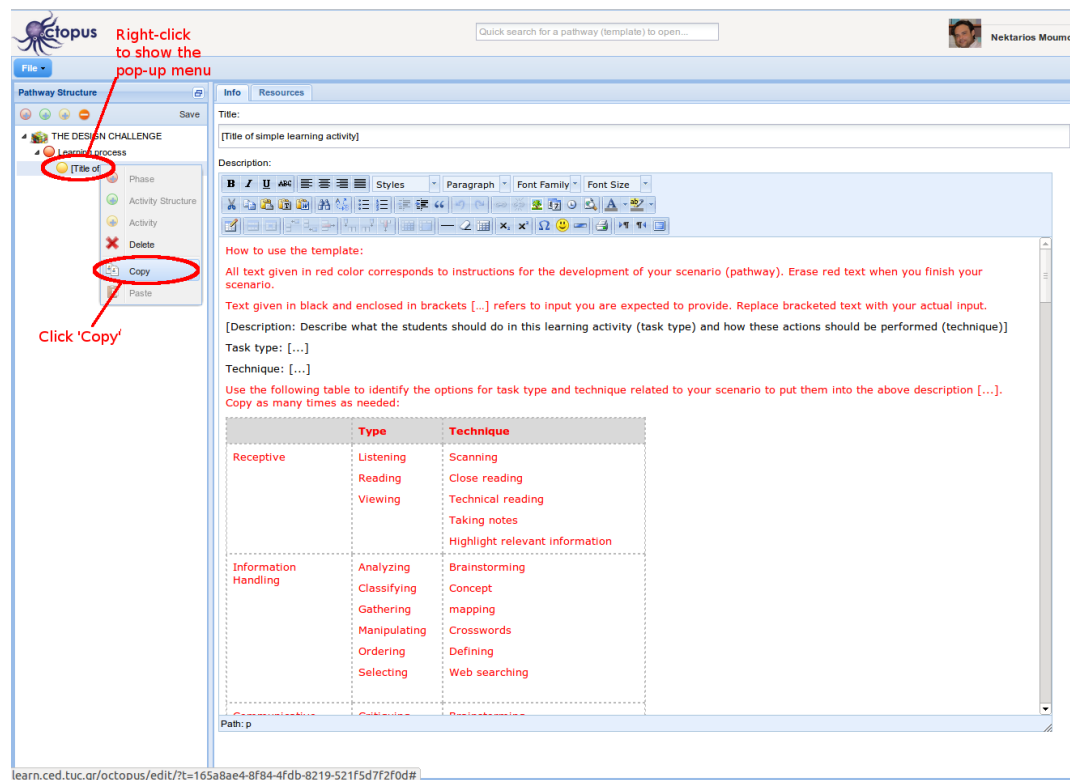 Octopus
Right-click
to show the
pop-up menu
Quick search for a pathway (template) to open...
Nektarios Moumo
File
Pathway Structure
Info
Resources
Save
Title:
THE DESIGN CHALLENGE
[Title of simple learning activity]
Learning process
[Title of
Description:
Phase
Activity Structure
Activity
Delete
Copy
Paste
Click 'Copy'
B I U ABC Styles Paragraph Font Family Font Size
How to use the template:
All text given in red color corresponds to instructions for the development of your scenario (pathway). Erase red text when you finish your
scenario.
Text given in black and enclosed in brackets [...] refers to input you are expected to provide. Replace bracketed text with your actual input.
[Description: Describe what the students should do in this learning activity (task type) and how these actions should be performed (technique)]
Task type: [...]
Technique: [...]
Use the following table to identify the options for task type and technique related to your scenario to put them into the above description [...].
Copy as many times as needed:
Type Technique
Receptive Listening Scanning
Reading Close reading
Viewing Technical reading
Taking notes
Highlight relevant information
Information Analyzing Brainstorming
Handling
Classifying Concept
Gathering mapping
Manipulating Crosswords
Ordering Defining
Selecting Web searching
Communicative Critiquing Brainstorming
Path: p
learn.ced.tuc.gr/octopus/edit/?t=165a8ae4-8f84-4fdb-8219-521f5d7f2f0d#